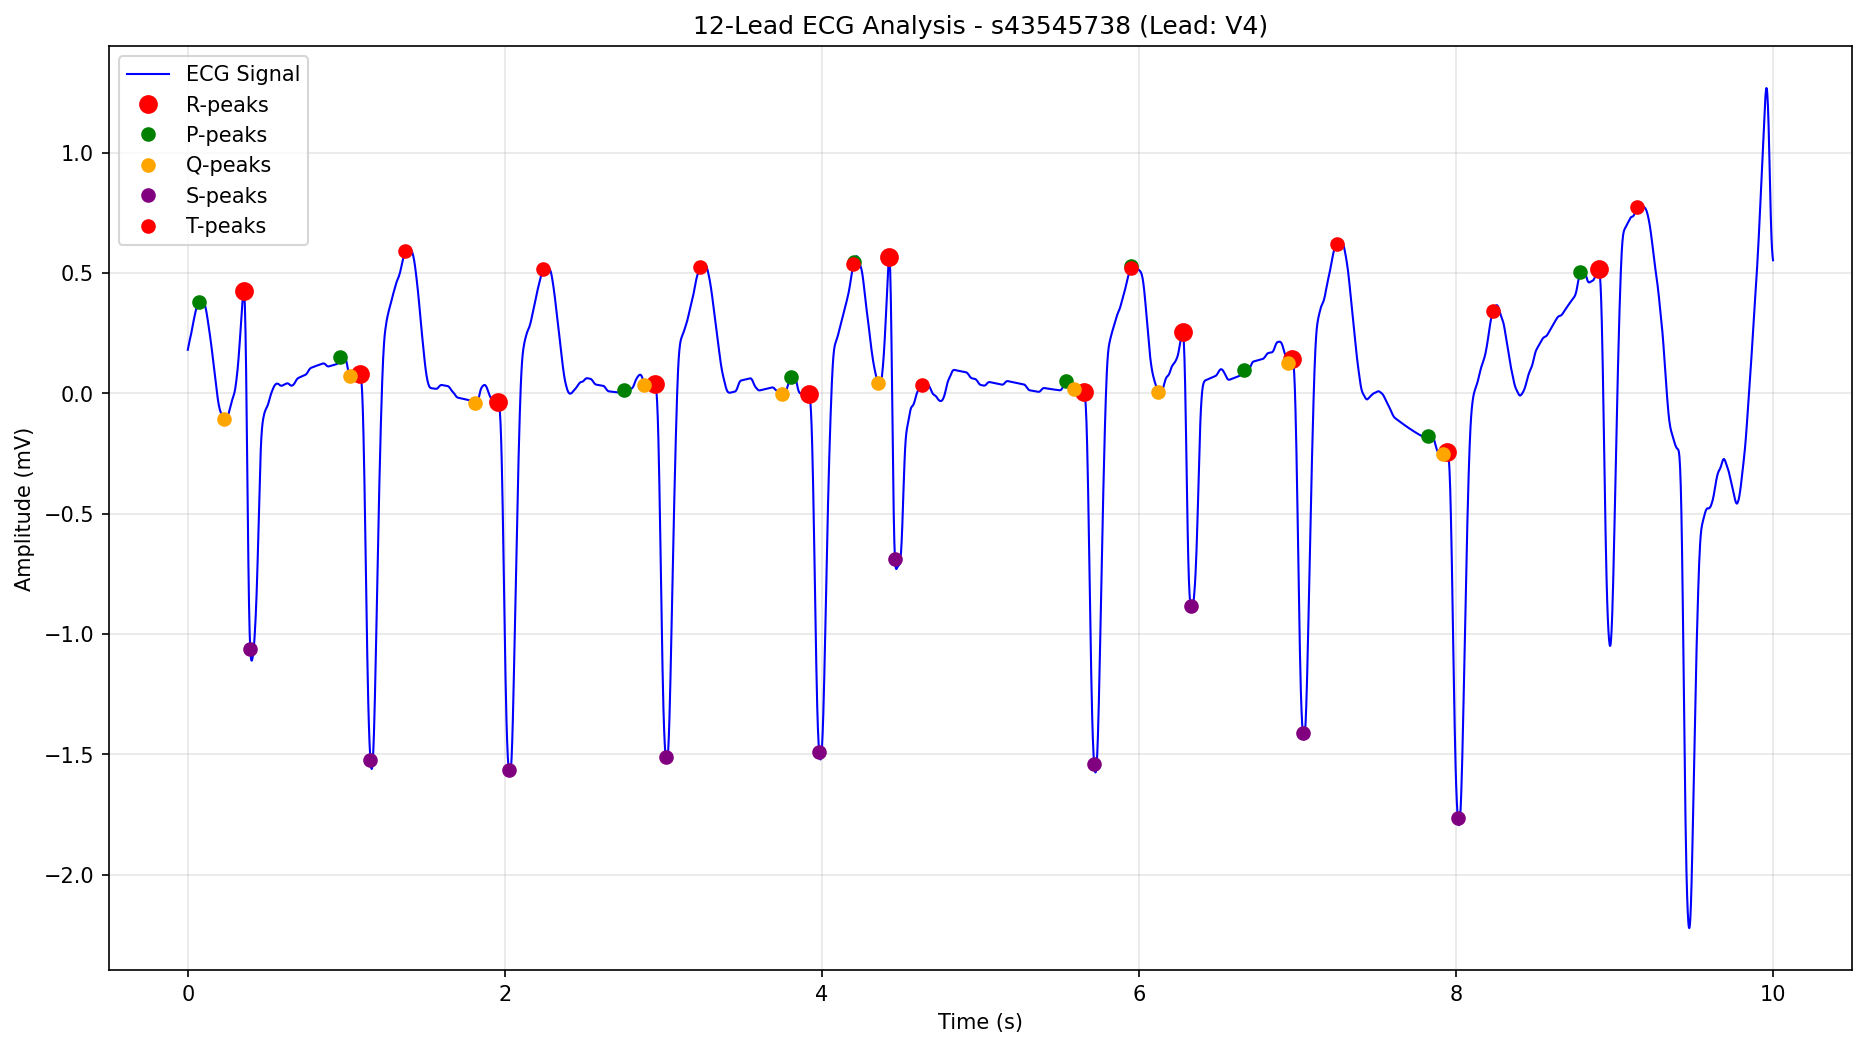 12-Lead ECG Analysis - s43545738 (Lead: V4)
ECG Signal
R-peaks
P-peaks
Q-peaks
S-peaks
T-peaks
1.0
0.5
0.0
−0.5
−1.0
−1.5
−2.0
Amplitude (mV)
0 2 4 6 8 10
Time (s)